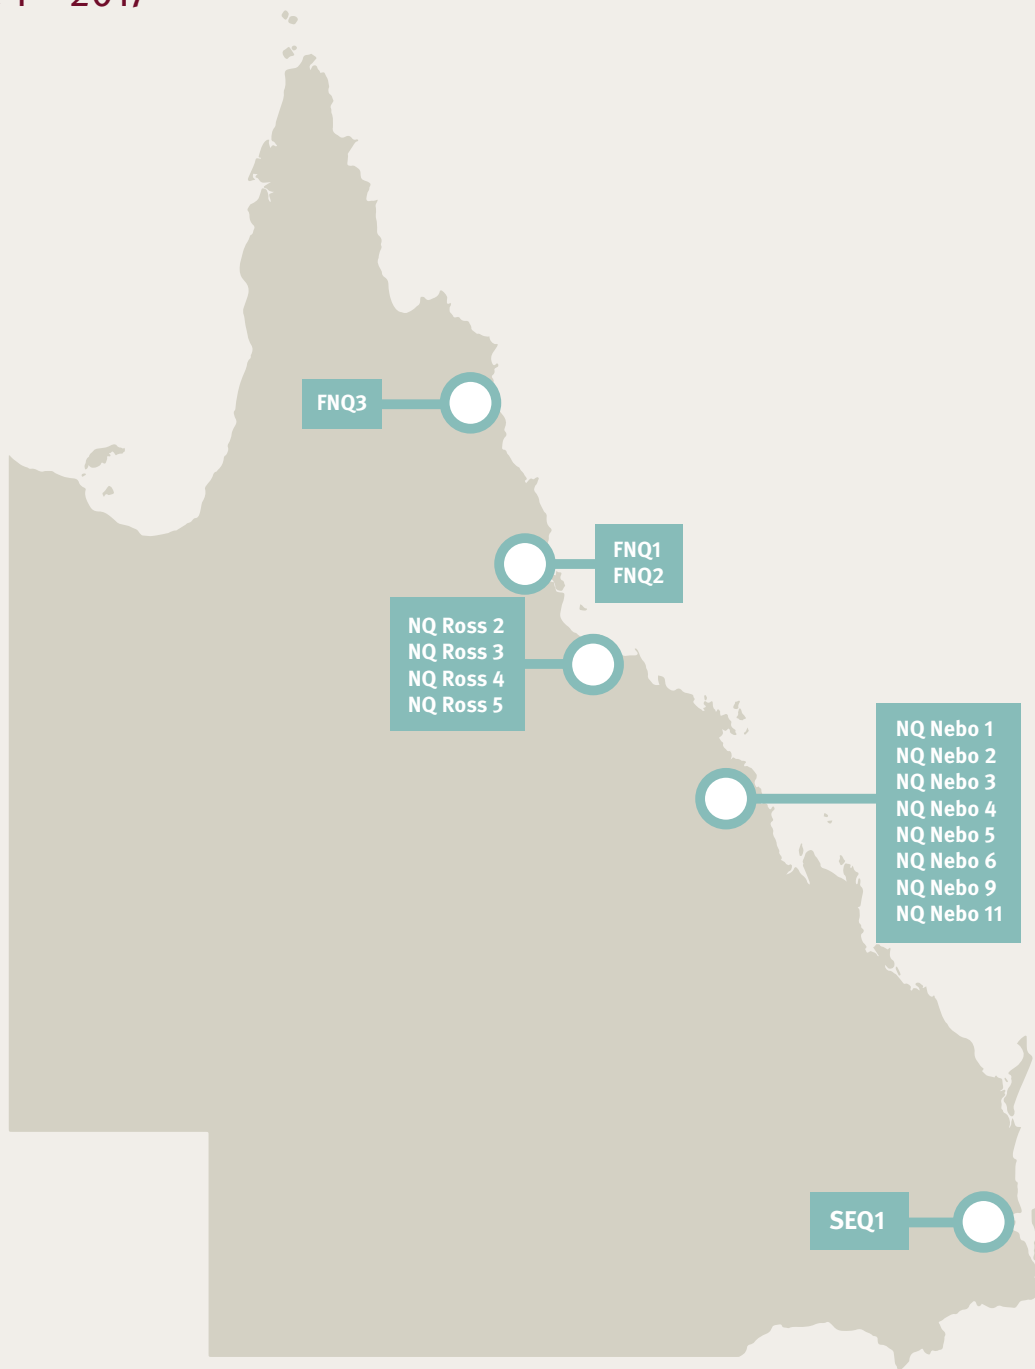 2017
FNQ3
FNQ1
FNQ2
NQ Ross 2
NQ Ross 3
NQ Ross 4
NQ Ross 5
NQ Nebo 1
NQ Nebo 2
NQ Nebo 3
NQ Nebo 4
NQ Nebo 5
NQ Nebo 6
NQ Nebo 9
NQ Nebo 11
SEQ1